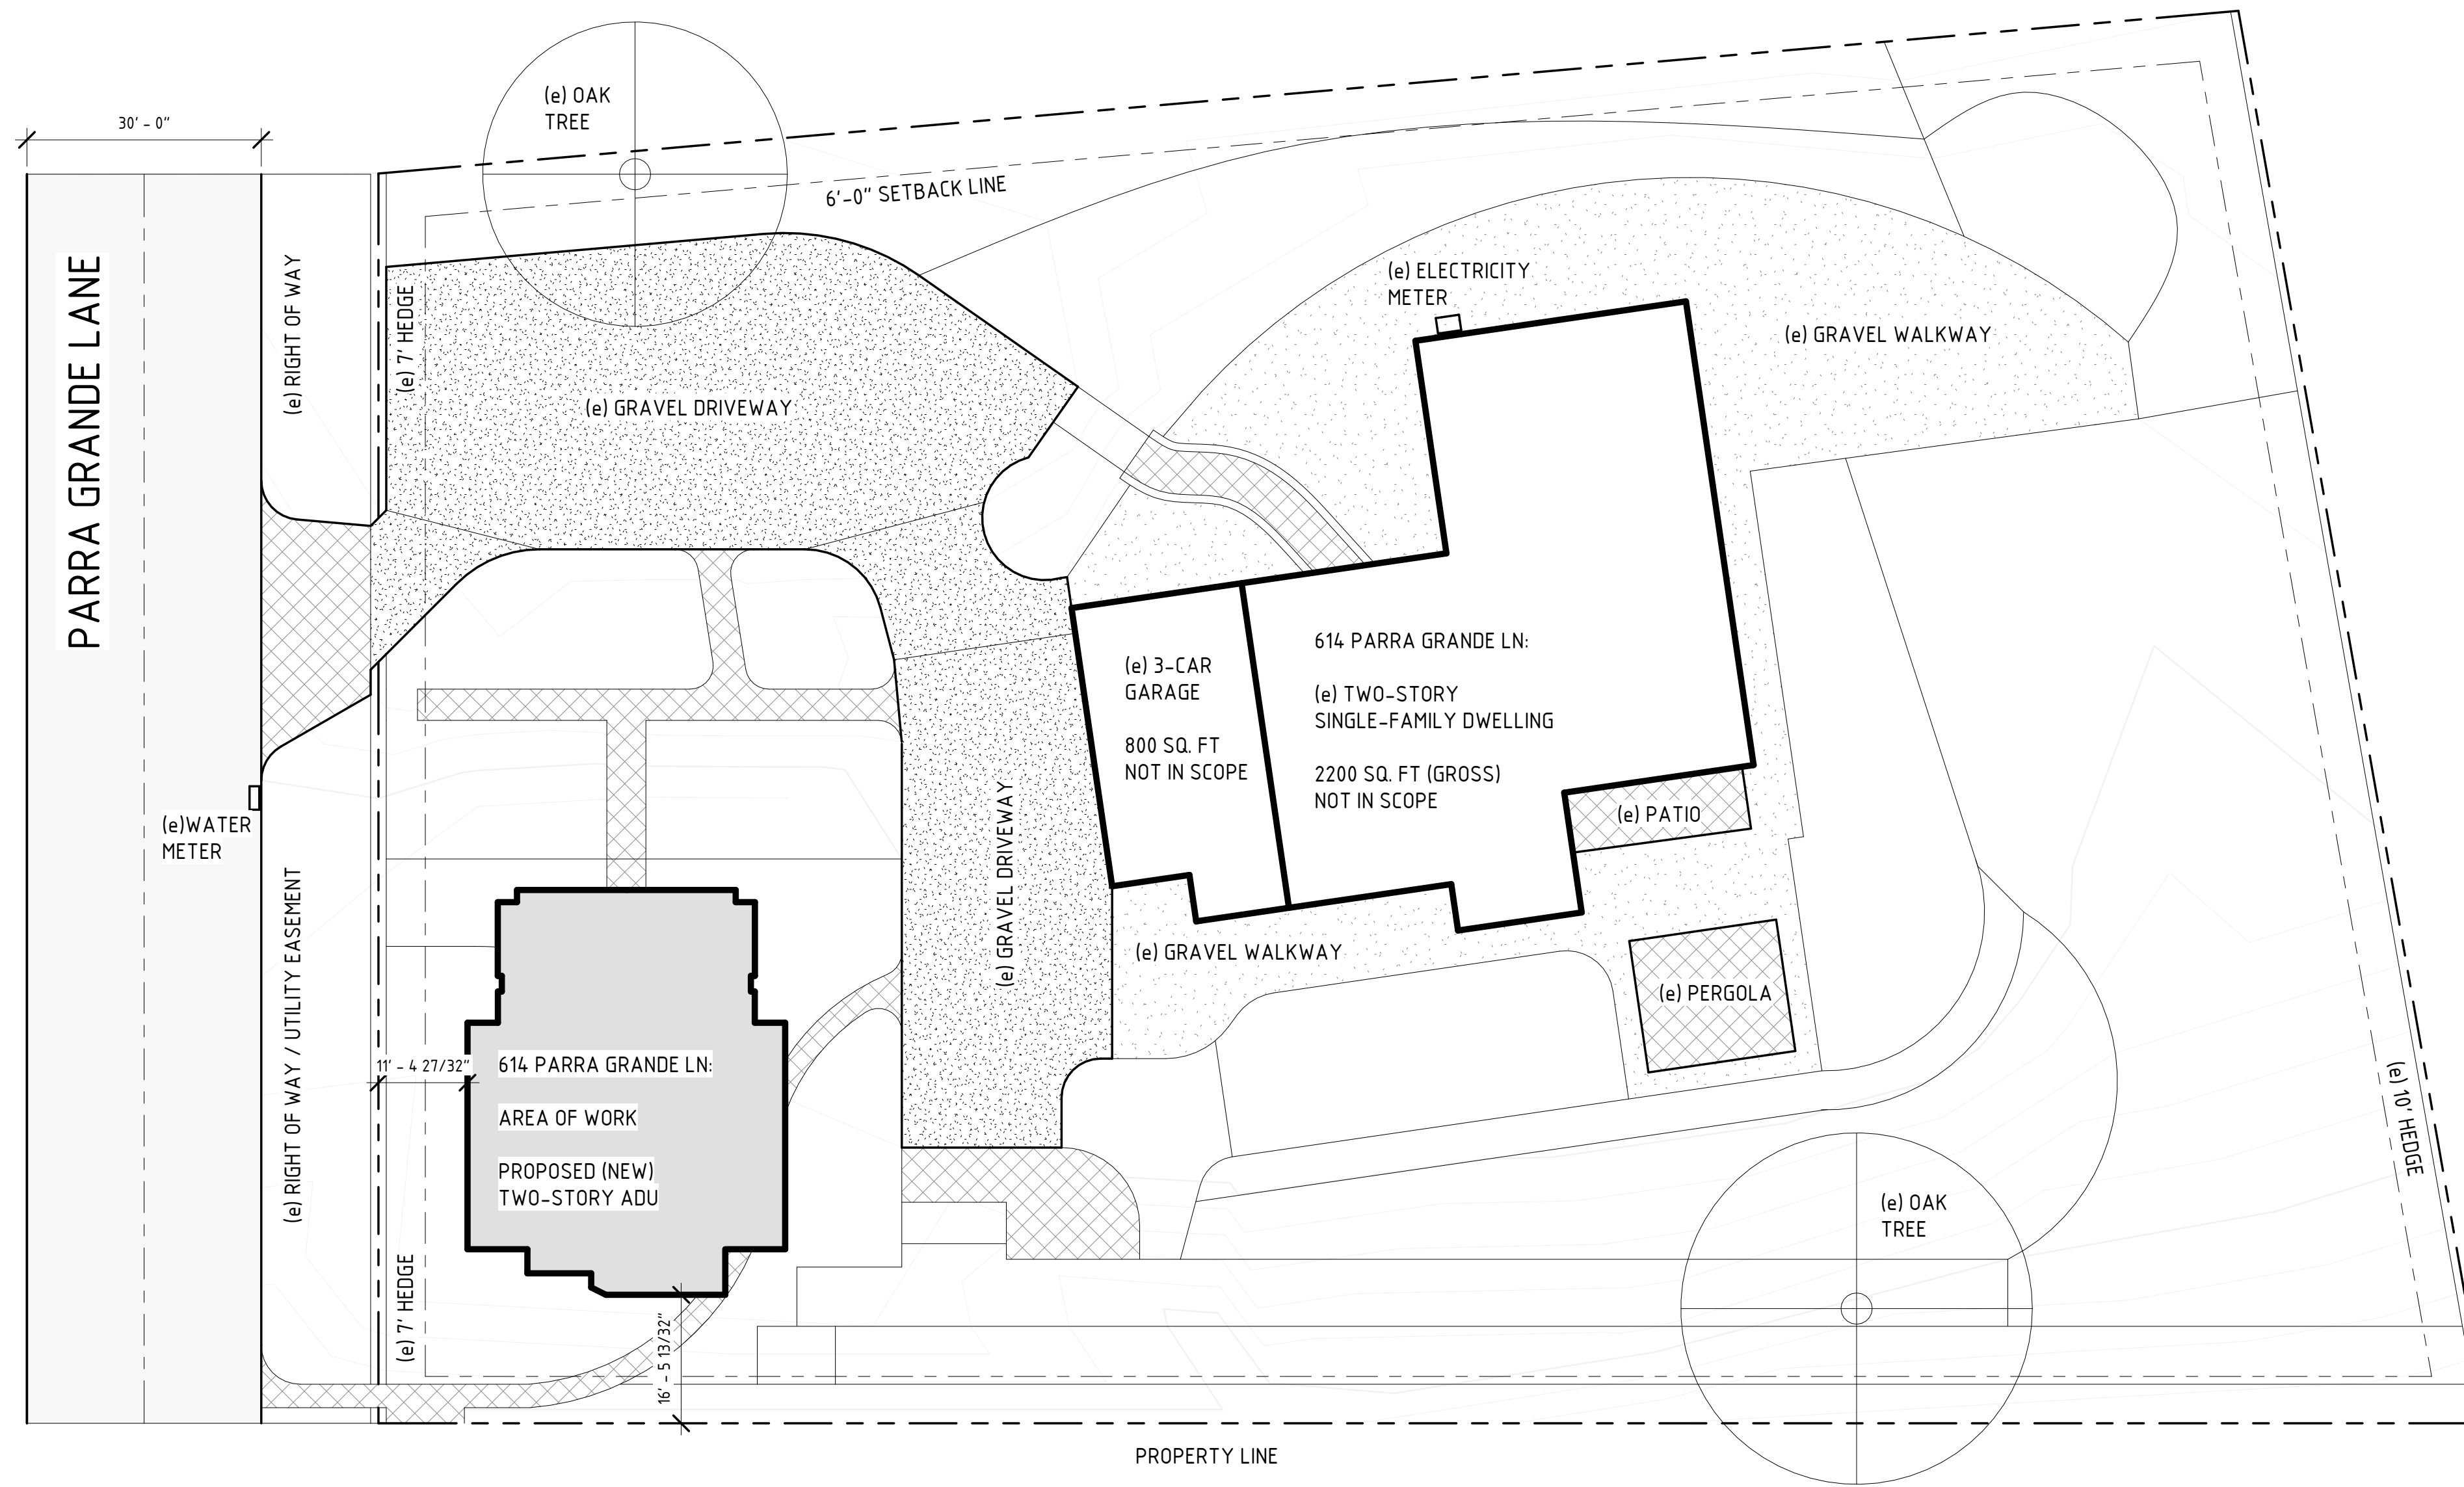 (e) OAK
TREE
30' - 0"
6'-0" SETBACK LINE
PARRA GRANDE LANE
(e) RIGHT OF WAY
(e) 7' HEDGE
(e) GRAVEL DRIVEWAY
(e) ELECTRICITY
METER
(e) GRAVEL WALKWAY
(e) 3-CAR
GARAGE
800 SQ. FT
NOT IN SCOPE
614 PARRA GRANDE LN:
(e) TWO-STORY
SINGLE-FAMILY DWELLING
2200 SQ. FT (GROSS)
NOT IN SCOPE
(e) PATIO
(e)WATER
METER
(e) RIGHT OF WAY / UTILITY EASEMENT
(e) GRAVEL DRIVEWAY
(e) GRAVEL WALKWAY
(e) PERGOLA
11' - 4 27/32"
614 PARRA GRANDE LN:
AREA OF WORK
PROPOSED (NEW)
TWO-STORY ADU
(e) 10' HEDGE
(e) OAK
TREE
(e) 7' HEDGE
16' - 5 13/32"
PROPERTY LINE